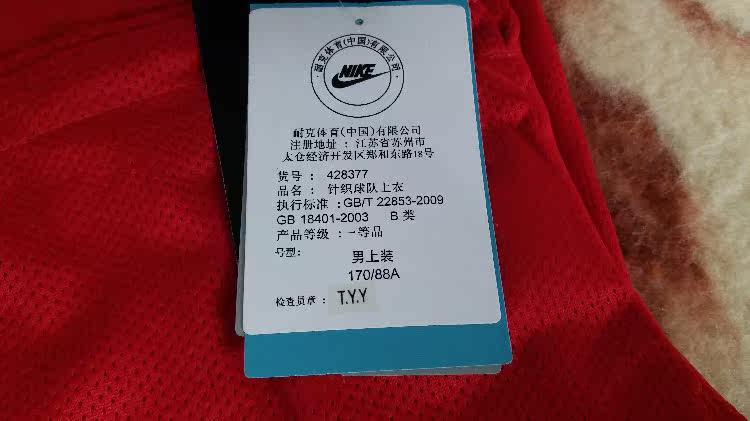 ·耐克体育(中国)有限公司·
NIKE
耐克体育(中国)有限公司
注册地址 : 江苏省苏州市
太仓经济开发区郑和东路18号
货号 : 428377
品名 : 针织球队上衣
执行标准 :GB/T 22853-2009
GB 18401-2003 B 类
产品等级 : 一等品
号型:
男上装
170/88A
检查员章 : T.Y.Y